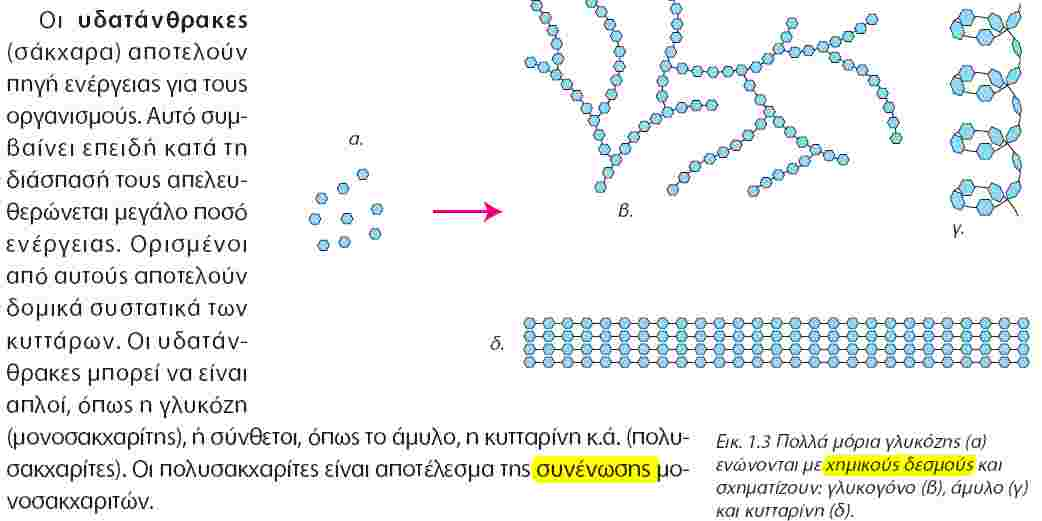 Οι υδατάνθρακες
(σάκχαρα) αποτελούν
πηγή ενέργειας για τους
οργανισμούς. Αυτό συμ-
βαίνει επειδή κατά τη
διάσπασή τους απελευ-
θερώνεται μεγάλο ποσό
ενέργειας. Ορισμένοι
από αυτούς αποτελούν
δομικά συστατικά των
κυττάρων. Οι υδατάν-
θρακες μπορεί να είναι
απλοί, όπως η γλυκόζη
(μονοσακχαρίτης), ή σύνθετοι, όπως το άμυλο, η κυτταρίνη κ.ά. (πολυ-
σακχαρίτες). Οι πολυσακχαρίτες είναι αποτέλεσμα της συνένωσης μο-
νοσακχαριτών.
α.
β.
γ.
δ.
Εικ. 1.3 Πολλά μόρια γλυκόζης (α)
ενώνονται με χημικούς δεσμούς και
σχηματίζουν: γλυκογόνο (β), άμυλο (γ)
και κυτταρίνη (δ).